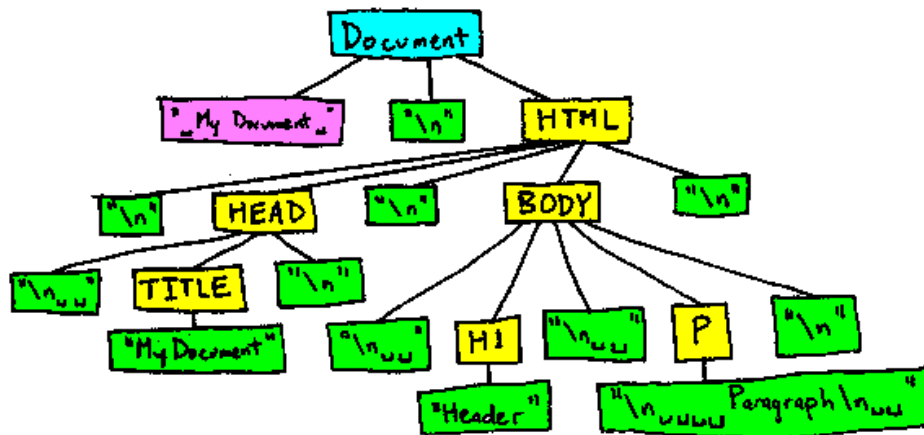 Document
"␣My Document␣"
"\n"
HTML
"\n"
HEAD
"\n"
BODY
"\n"
"\n␣␣"
TITLE
"\n"
"\n␣␣"
H1
"\n␣␣"
P
"\n"
"My Document"
"Header"
"\n␣␣␣␣Paragraph\n␣␣"